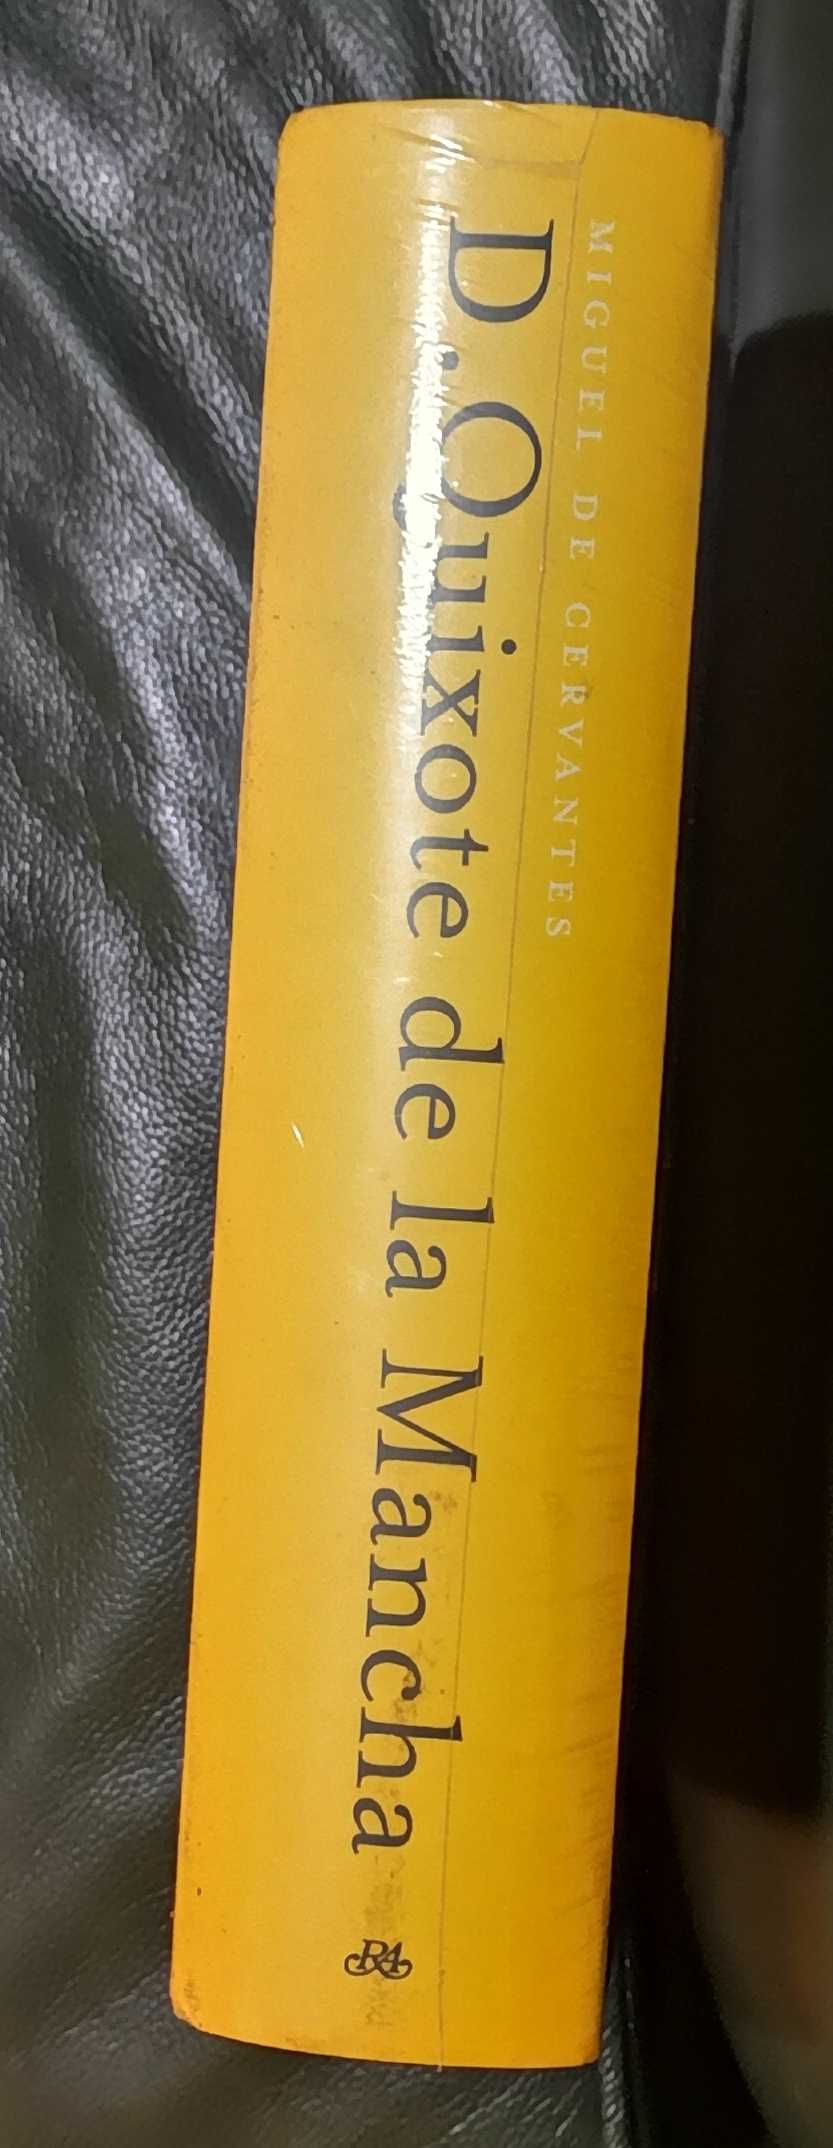 MIGUEL DE CERVANTES
D. Quixote de la Mancha
RA